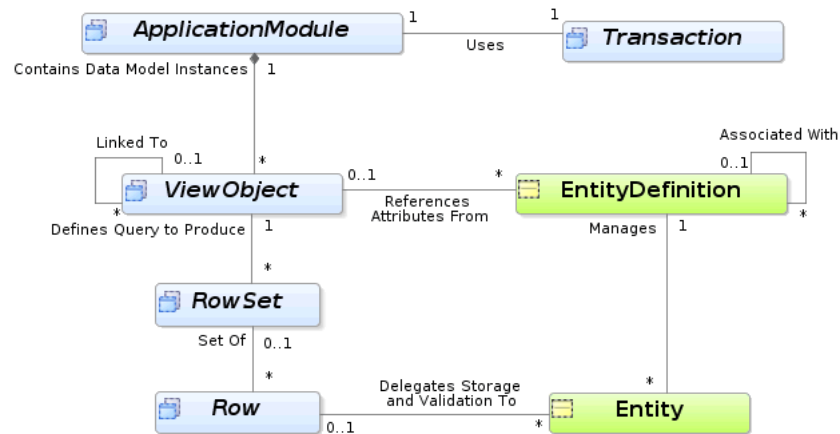 ApplicationModule
1
1
Transaction
Uses
Contains Data Model Instances
1
Linked To
0..1
*
ViewObject
*
0..1
*
References
Attributes From
EntityDefinition
Associated With
0..1
*
Defines Query to Produce
1
Manages
1
*
RowSet
Set Of
0..1
*
Row
Delegates Storage
and Validation To
0..1
*
*
Entity